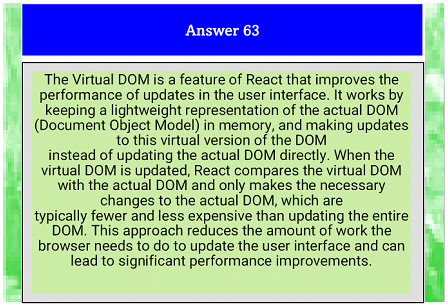 Answer 63
The Virtual DOM is a feature of React that improves the
performance of updates in the user interface. It works by
keeping a lightweight representation of the actual DOM
(Document Object Model) in memory, and making updates
to this virtual version of the DOM
instead of updating the actual DOM directly. When the
virtual DOM is updated, React compares the virtual DOM
with the actual DOM and only makes the necessary
changes to the actual DOM, which are
typically fewer and less expensive than updating the entire
DOM. This approach reduces the amount of work the
browser needs to do to update the user interface and can
lead to significant performance improvements.